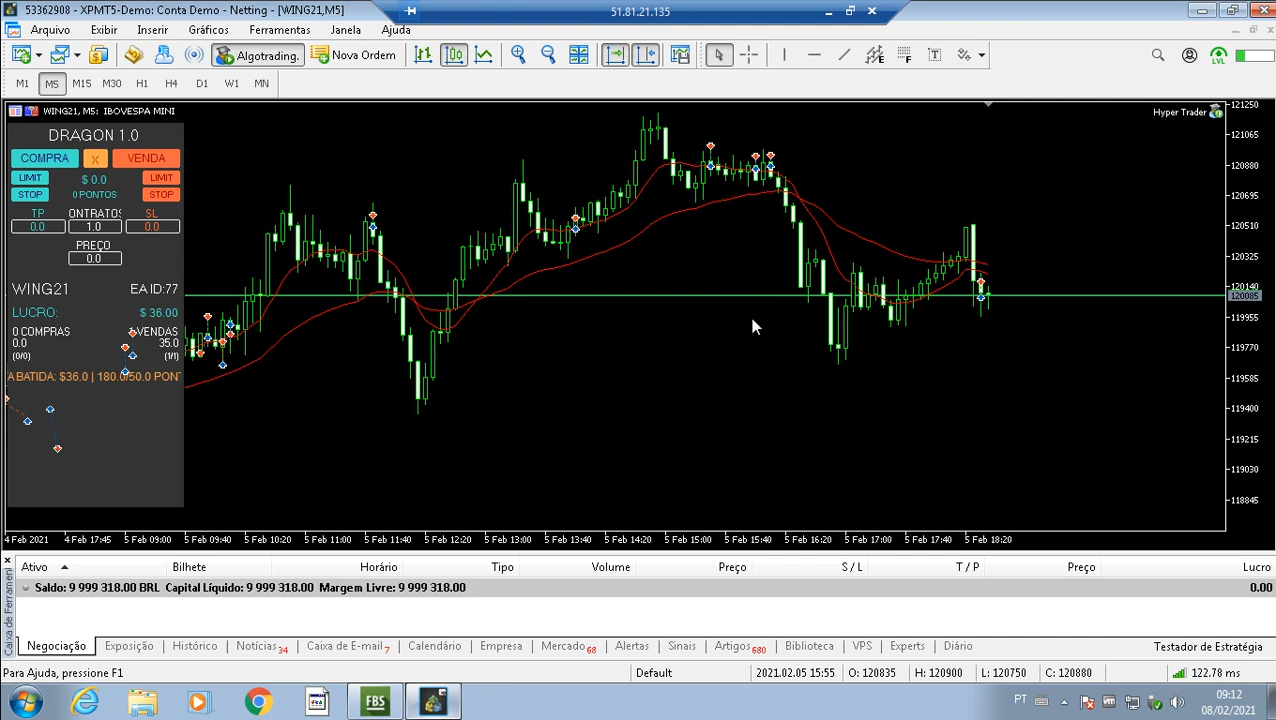 53362908 - XPMT5-Demo: Conta Demo - Netting - [WING21,M5]
51.81.21.135
Arquivo Exibir Inserir Gráficos Ferramentas Janela Ajuda
Algotrading. Nova Ordem
LVL
M1 M5 M15 M30 H1 H4 D1 W1 MN
WING21, M5: IBOVESPA MINI
Hyper Trader
DRAGON 1.0
COMPRA X VENDA
LIMIT $ 0.0 LIMIT
STOP 0 PONTOS STOP
TP ONTRATOS SL
0.0 1.0 0.0
PREÇO
0.0
WING21 EA ID:77
LUCRO: $ 36.00
0 COMPRAS VENDAS
0.0 35.0
(0/0) (1/1)
A BATIDA: $36.0 | 180.0/50.0 PONT
121250
121065
120880
120695
120510
120325
120140
120085
119955
119770
119585
119400
119215
119030
118845
4 Feb 2021 4 Feb 17:45 5 Feb 09:00 5 Feb 09:40 5 Feb 10:20 5 Feb 11:00 5 Feb 11:40 5 Feb 12:20 5 Feb 13:00 5 Feb 13:40 5 Feb 14:20 5 Feb 15:00 5 Feb 15:40 5 Feb 16:20 5 Feb 17:00 5 Feb 17:40 5 Feb 18:20
Ativo Bilhete Horário Tipo Volume Preço S / L T / P Preço Lucro
Saldo: 9 999 318.00 BRL Capital Líquido: 9 999 318.00 Margem Livre: 9 999 318.00 0.00
Caixa de Ferrameni
Negociação Exposição Histórico Notícias 34 Caixa de E-mail 7 Calendário Empresa Mercado 68 Alertas Sinais Artigos 680 Biblioteca VPS Experts Diário Testador de Estratégia
Para Ajuda, pressione F1 Default 2021.02.05 15:55 O: 120835 H: 120900 L: 120750 C: 120880 122.78 ms
FBS
PT
09:12
08/02/2021